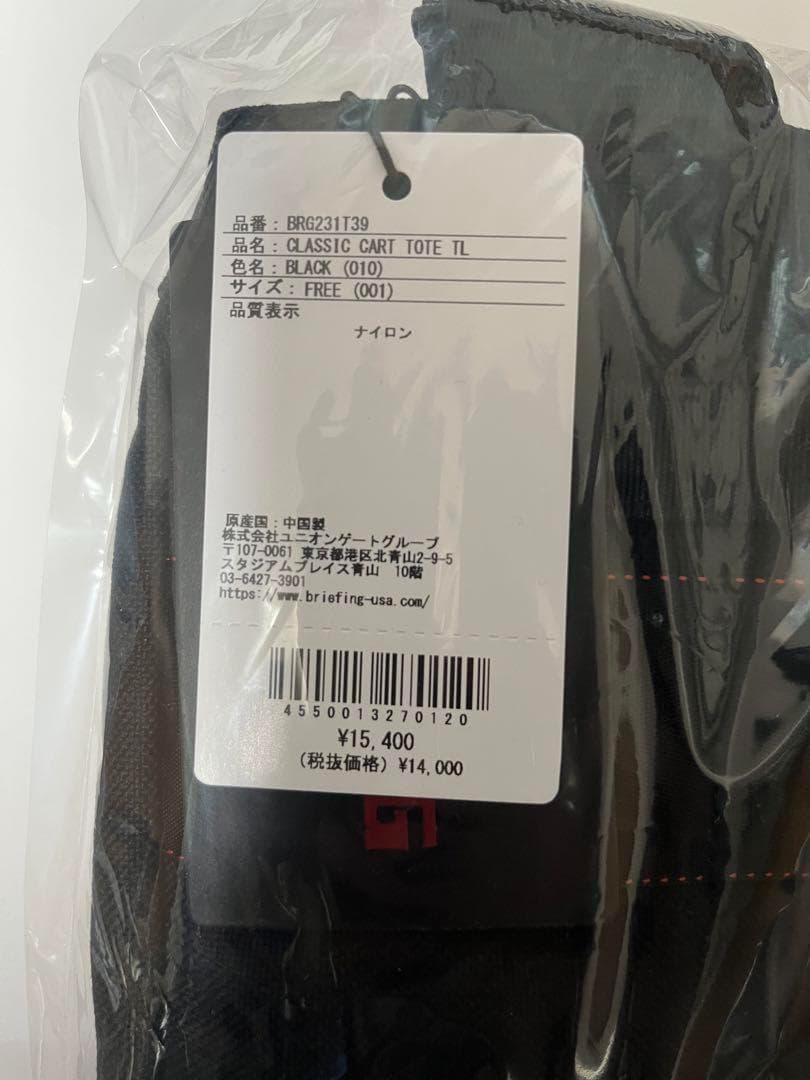 品番：BRG231T39
品名：CLASSIC CART TOTE TL
色名：BLACK (010)
サイズ：FREE (001)
品質表示
ナイロン
原産国：中国製
株式会社ユニオンゲートグループ
〒107-0061 東京都港区北青山2-9-5
スタジアムプレイス青山　10階
03-6427-3901
https://www.briefing-usa.com/
4550013270120
¥15,400
(税抜価格) ¥14,000